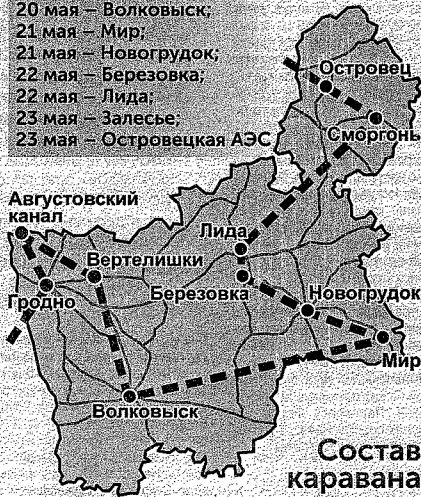 20 мая – Волковыск;
21 мая – Мир;
21 мая – Новогрудок;
22 мая – Березовка;
22 мая – Лида;
23 мая – Залесье;
23 мая – Островецкая АЭС
Островец
Сморгонь
Августовский
канал
Лида
Вертелишки
Гродно
Березовка
Новогрудок
Мир
Волковыск
Состав
каравана